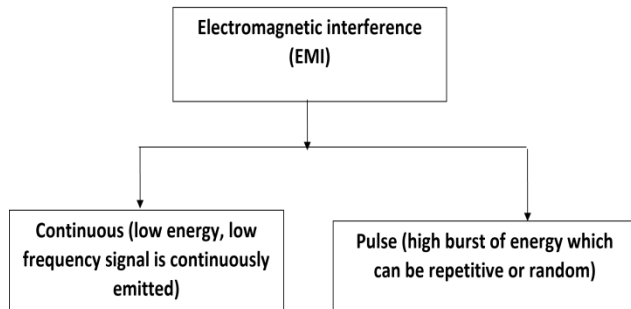 Electromagnetic interference
(EMI)
Continuous (low energy, low
frequency signal is continuously
emitted)
Pulse (high burst of energy which
can be repetitive or random)